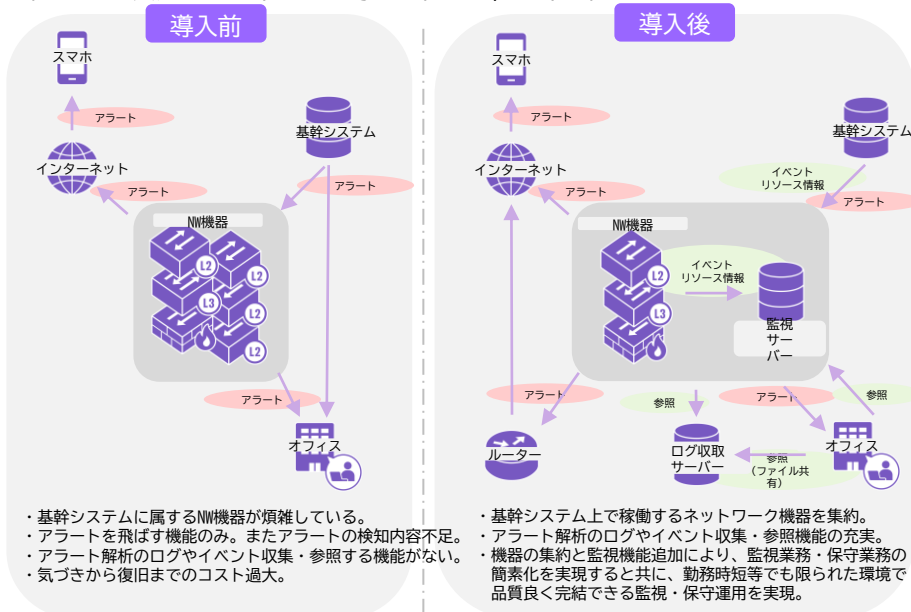 導入前
スマホ
アラート
基幹システム
インターネット
アラート
アラート
NW機器
L2
L2
L3
L2
L2
アラート
オフィス
・基幹システムに属するNW機器が煩雑している。
・アラートを飛ばす機能のみ。またアラートの検知内容不足。
・アラート解析のログやイベント収集・参照する機能がない。
・気づきから復旧までのコスト過大。
導入後
スマホ
アラート
基幹システム
インターネット
イベント
リソース情報
アラート
アラート
NW機器
イベント
リソース情報
L2
L3
監視
サー
バー
アラート
参照
アラート
参照
ルーター
ログ収取
サーバー
オフィス
参照
(ファイル共
有)
・基幹システム上で稼働するネットワーク機器を集約。
・アラート解析のログやイベント収集・参照機能の充実。
・機器の集約と監視機能追加により、監視業務・保守業務の
簡素化を実現すると共に、勤務時短等でも限られた環境で
品質良く完結できる監視・保守運用を実現。